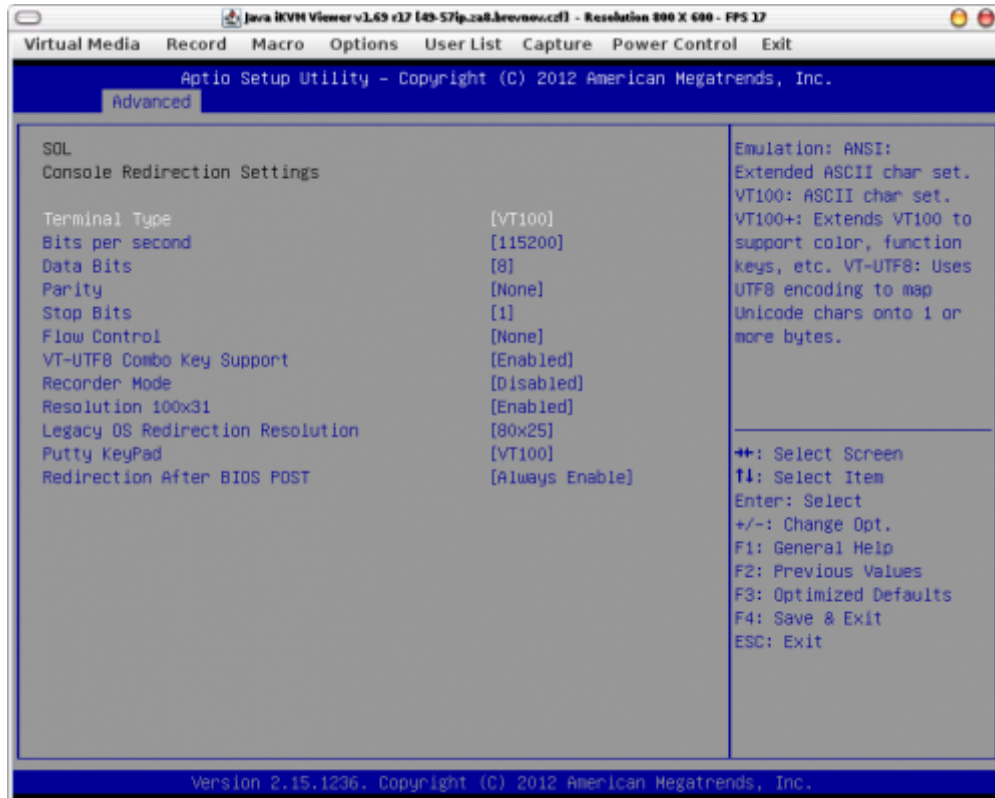 Java iKVM Viewer v1.69 r17 [49-57ip.za8.brevnov.czf] - Resolution 800 X 600 - FPS 17
Virtual Media Record Macro Options User List Capture Power Control Exit
Aptio Setup Utility – Copyright (C) 2012 American Megatrends, Inc.
Advanced
SOL
Console Redirection Settings
Terminal Type [VT100]
Bits per second [115200]
Data Bits [8]
Parity [None]
Stop Bits [1]
Flow Control [None]
VT-UTF8 Combo Key Support [Enabled]
Recorder Mode [Disabled]
Resolution 100x31 [Enabled]
Legacy OS Redirection Resolution [80x25]
Putty KeyPad [VT100]
Redirection After BIOS POST [Always Enable]
Emulation: ANSI:
Extended ASCII char set.
VT100: ASCII char set.
VT100+: Extends VT100 to
support color, function
keys, etc. VT-UTF8: Uses
UTF8 encoding to map
Unicode chars onto 1 or
more bytes.
→←: Select Screen
↑↓: Select Item
Enter: Select
+/-: Change Opt.
F1: General Help
F2: Previous Values
F3: Optimized Defaults
F4: Save & Exit
ESC: Exit
Version 2.15.1236. Copyright (C) 2012 American Megatrends, Inc.